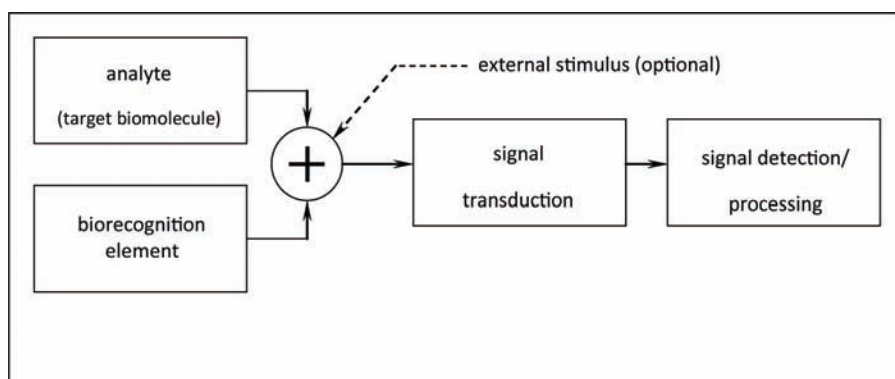 analyte
(target biomolecule)
external stimulus (optional)
signal
transduction
signal detection/
processing
biorecognition
element